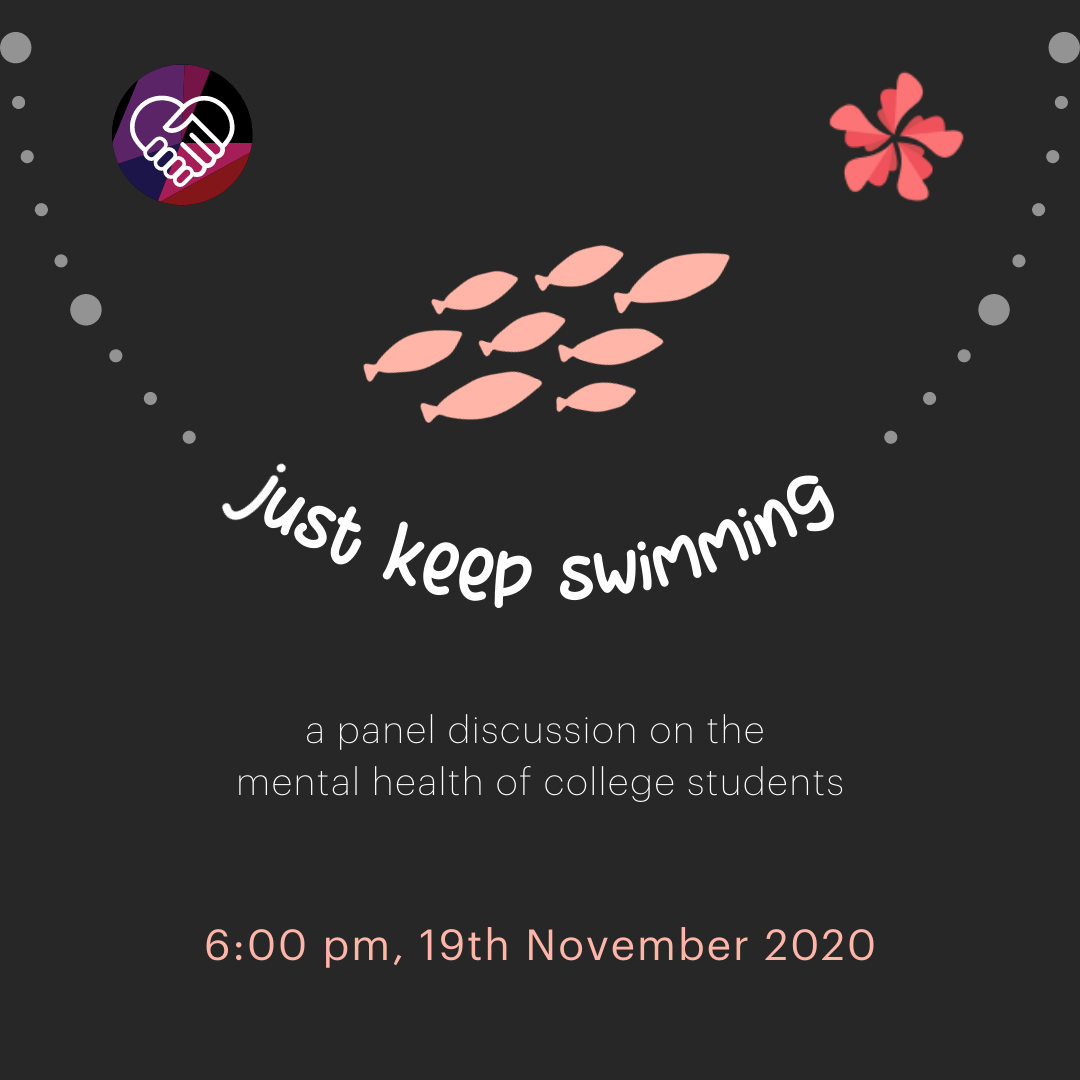 just keep swimming
a panel discussion on the
mental health of college students
6:00 pm, 19th November 2020